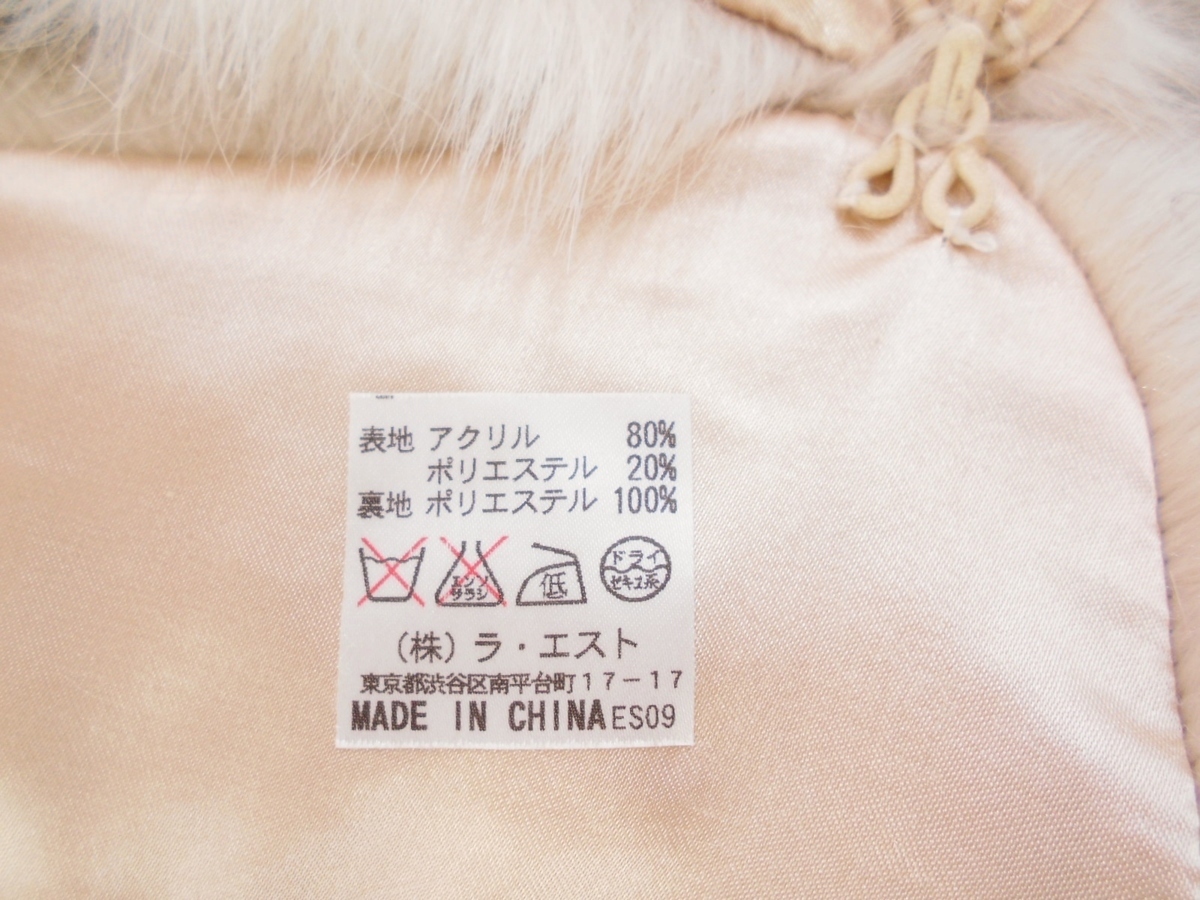 表地 アクリル 80%
ポリエステル 20%
裏地 ポリエステル 100%
エンソ
サラシ
低
ドライ
セキユ系
(株)ラ・エスト
東京都渋谷区南平台町17-17
MADE IN CHINA ES09